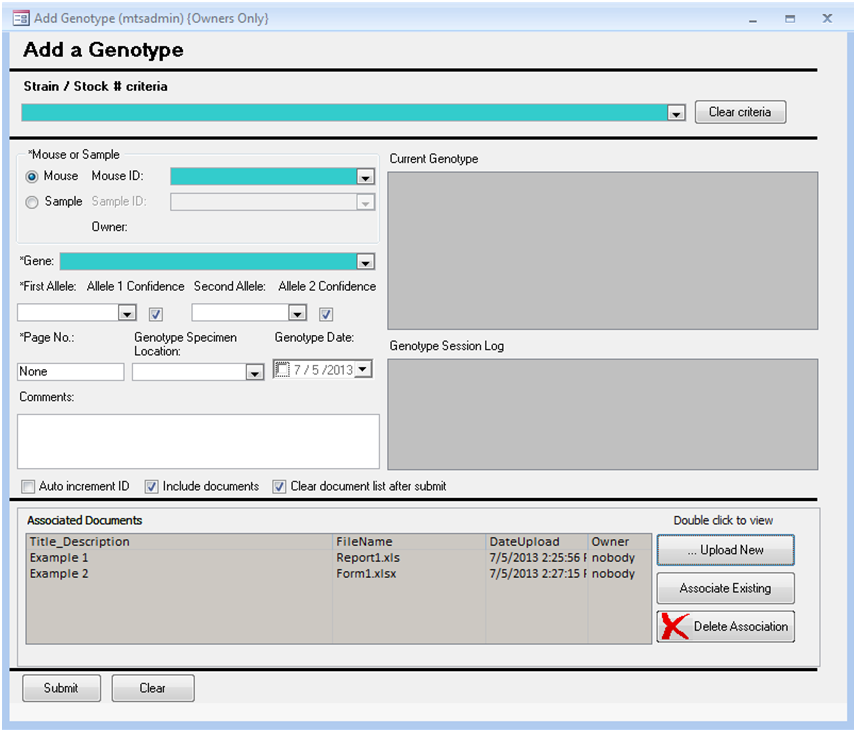 Add Genotype (mtsadmin) {Owners Only}
Add a Genotype
Strain / Stock # criteria
Clear criteria
*Mouse or Sample
Mouse Mouse ID:
Sample Sample ID:
Owner:
Current Genotype
*Gene:
*First Allele: Allele 1 Confidence Second Allele: Allele 2 Confidence
*Page No.: Genotype Specimen Location: Genotype Date:
None 7 / 5 /2013
Genotype Session Log
Comments:
Auto increment ID Include documents Clear document list after submit
Associated Documents Double click to view
Title_Description FileName DateUpload Owner
Example 1 Report1.xls 7/5/2013 2:25:56 P nobody
Example 2 Form1.xlsx 7/5/2013 2:27:15 P nobody
... Upload New
Associate Existing
Delete Association
Submit Clear